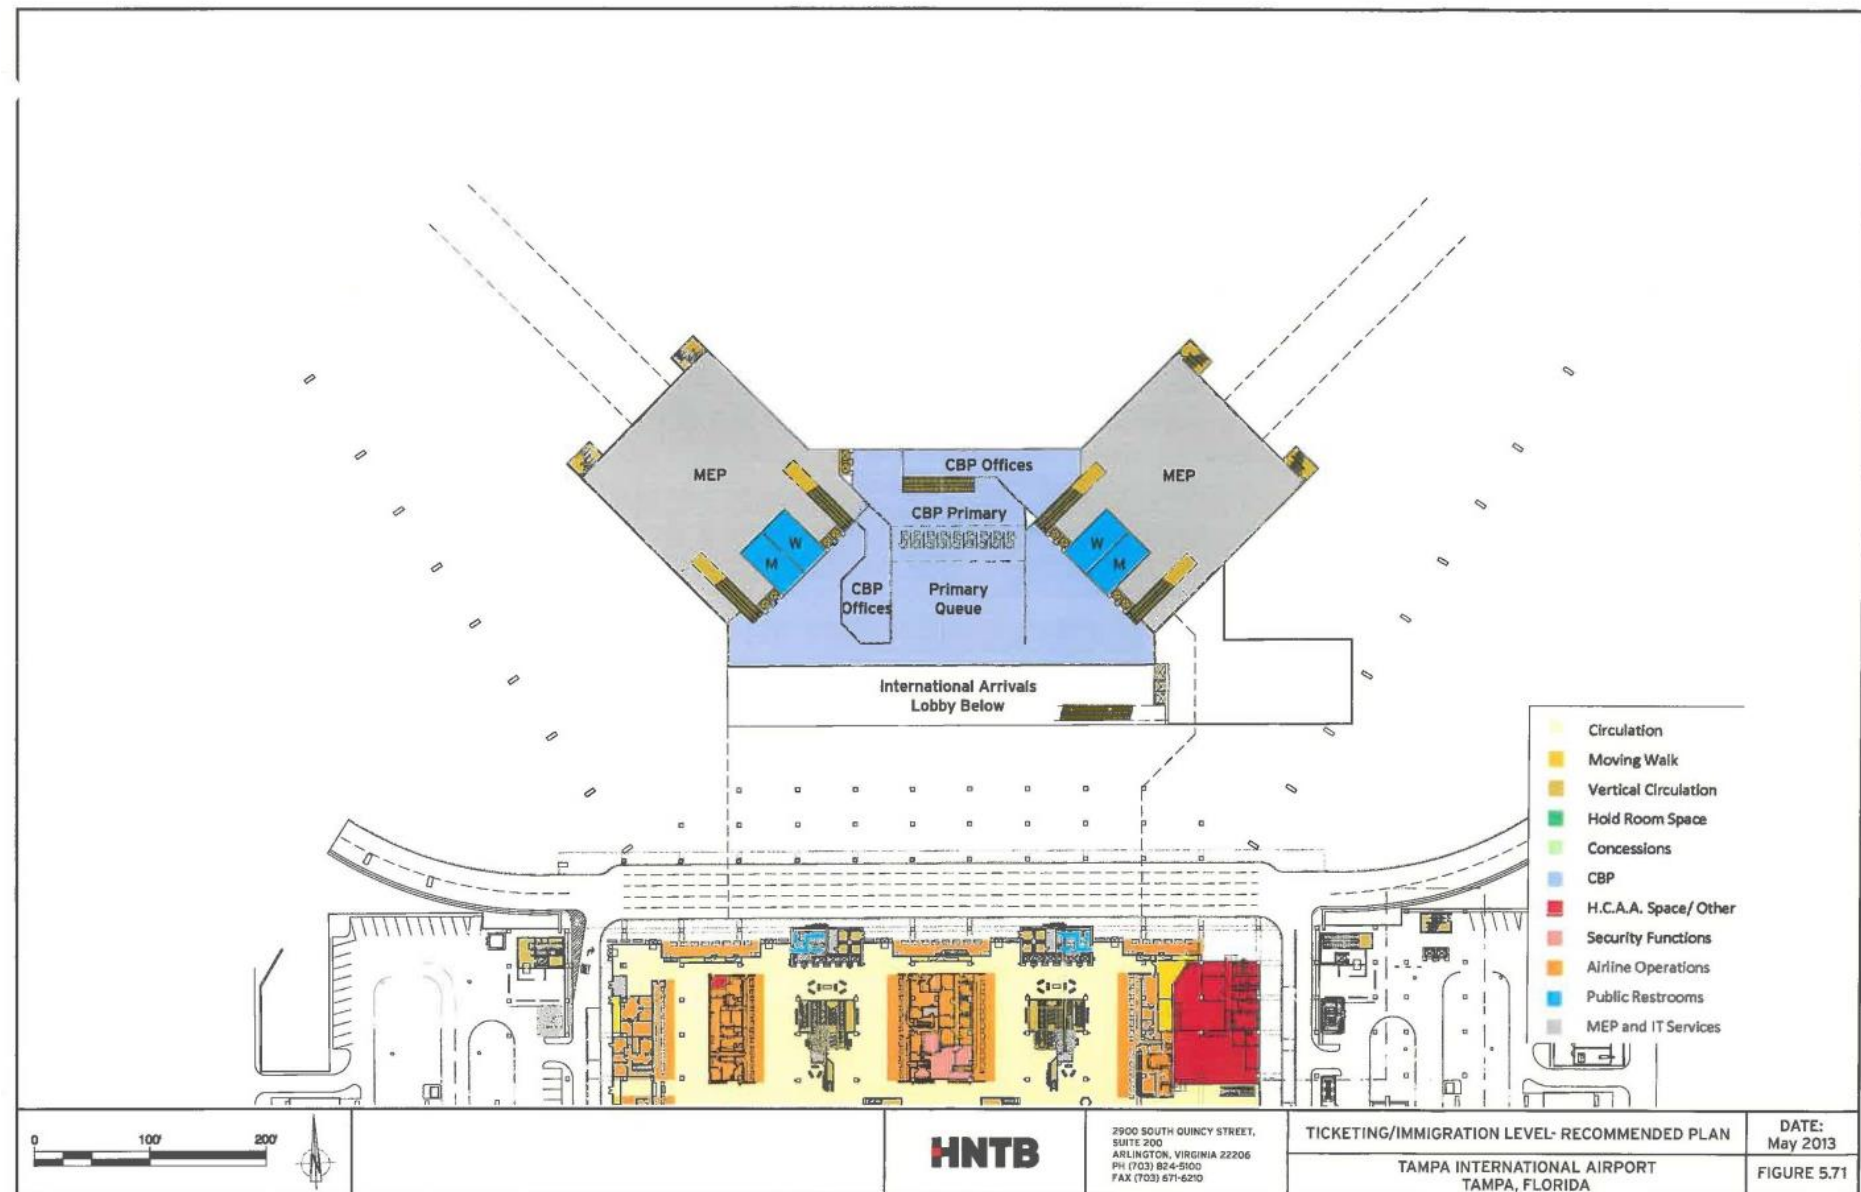 MEP
CBP Offices
MEP
CBP Primary
W
M
W
M
CBP
Offices
Primary
Queue
International Arrivals
Lobby Below
Circulation
Moving Walk
Vertical Circulation
Hold Room Space
Concessions
CBP
H.C.A.A. Space/ Other
Security Functions
Airline Operations
Public Restrooms
MEP and IT Services
0 100' 200'
HNTB
2900 SOUTH QUINCY STREET,
SUITE 200
ARLINGTON, VIRGINIA 22206
PH (703) 824-5100
FAX (703) 671-6210
TICKETING/IMMIGRATION LEVEL- RECOMMENDED PLAN
TAMPA INTERNATIONAL AIRPORT
TAMPA, FLORIDA
DATE:
May 2013
FIGURE 5.71